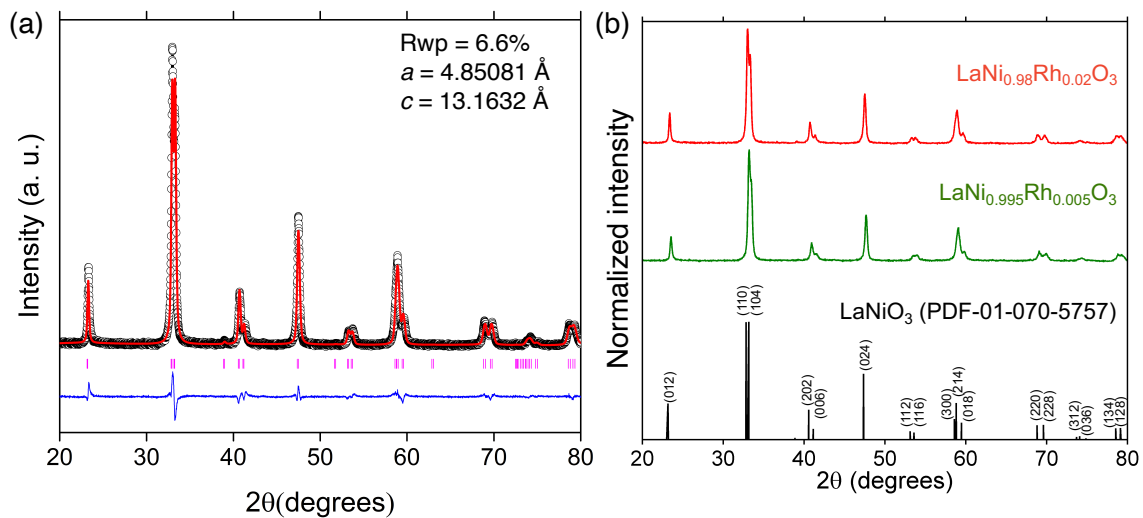 (a)
Rwp = 6.6%
a = 4.85081 Å
c = 13.1632 Å
Intensity (a. u.)
20 30 40 50 60 70 80
2θ(degrees)
(b)
LaNi0.98Rh0.02O3
LaNi0.995Rh0.005O3
LaNiO3 (PDF-01-070-5757)
Normalized intensity
(012)
(110)
(104)
(202)
(006)
(024)
(112)
(116)
(300)
(214)
(018)
(220)
(228)
(312)
(036)
(134)
(128)
20 30 40 50 60 70 80
2θ (degrees)